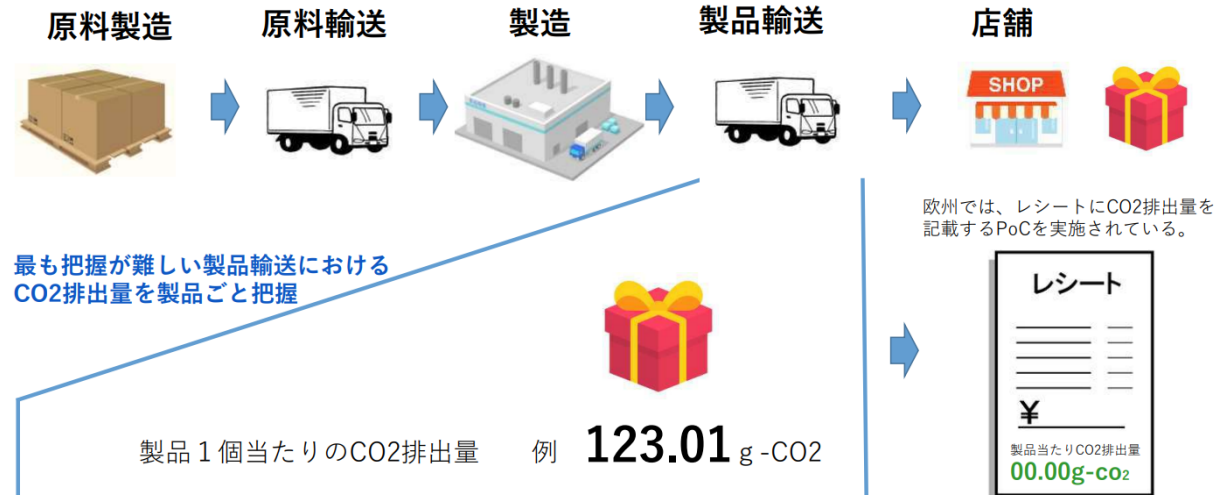 原料製造
原料輸送
製造
製品輸送
店舗
SHOP
欧州では、レシートにCO2排出量を
記載するPoCを実施されている。
最も把握が難しい製品輸送における
CO2排出量を製品ごと把握
レシート
¥
製品当たりCO2排出量
00.00g-co₂
製品１個当たりのCO2排出量 例 123.01 g -CO2